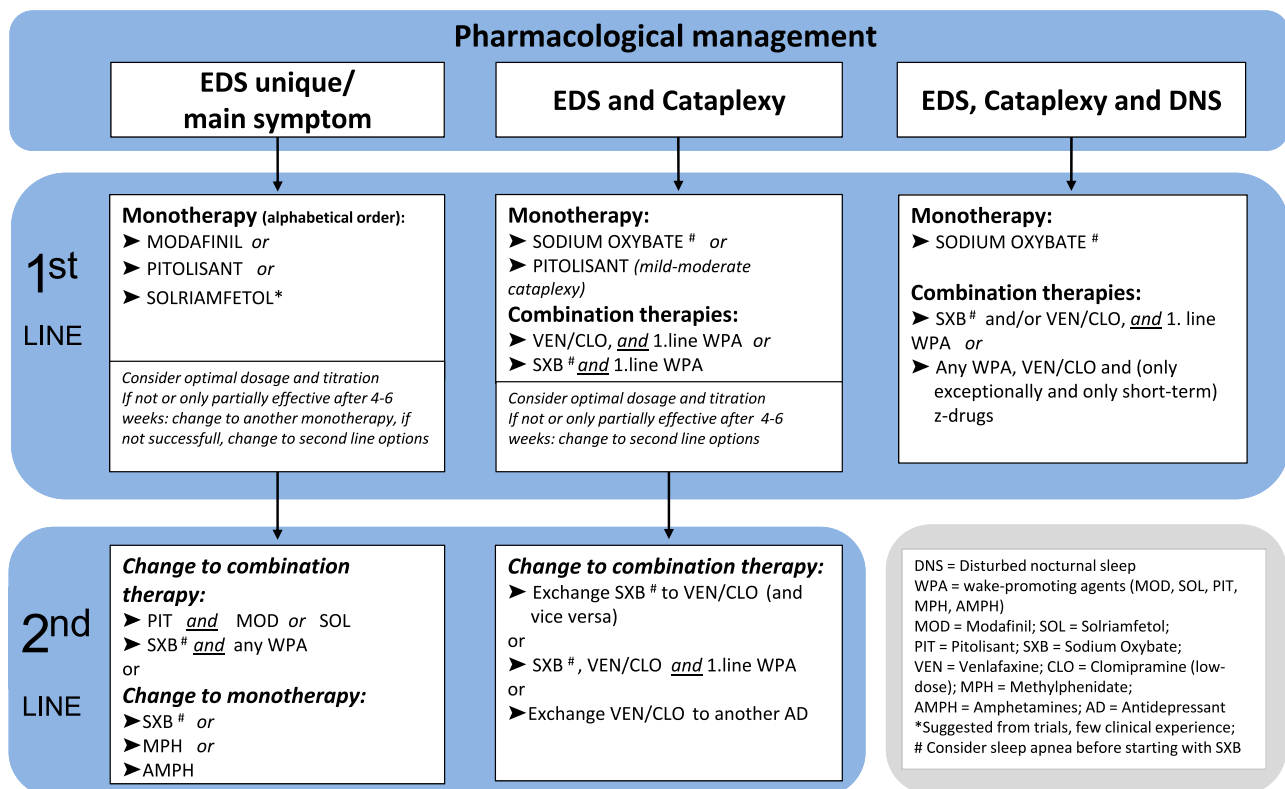 Pharmacological management
EDS unique/
main symptom
EDS and Cataplexy
EDS, Cataplexy and DNS
1st
LINE
Monotherapy (alphabetical order):
➤ MODAFINIL or
➤ PITOLISANT or
➤ SOLRIAMFETOL*
Consider optimal dosage and titration
If not or only partially effective after 4-6
weeks: change to another monotherapy, if
not successfull, change to second line options
Monotherapy:
➤ SODIUM OXYBATE # or
➤ PITOLISANT (mild-moderate
cataplexy)
Combination therapies:
➤ VEN/CLO, and 1.line WPA or
➤ SXB # and 1.line WPA
Consider optimal dosage and titration
If not or only partially effective after 4-6
weeks: change to second line options
Monotherapy:
➤ SODIUM OXYBATE #
Combination therapies:
➤ SXB # and/or VEN/CLO, and 1. line
WPA or
➤ Any WPA, VEN/CLO and (only
exceptionally and only short-term)
z-drugs
2nd
LINE
Change to combination
therapy:
➤ PIT and MOD or SOL
➤ SXB # and any WPA
or
Change to monotherapy:
➤SXB # or
➤MPH or
➤AMPH
Change to combination therapy:
➤ Exchange SXB # to VEN/CLO (and
vice versa)
or
➤ SXB #, VEN/CLO and 1.line WPA
or
➤Exchange VEN/CLO to another AD
DNS = Disturbed nocturnal sleep
WPA = wake-promoting agents (MOD, SOL, PIT,
MPH, AMPH)
MOD = Modafinil; SOL = Solriamfetol;
PIT = Pitolisant; SXB = Sodium Oxybate;
VEN = Venlafaxine; CLO = Clomipramine (low-
dose); MPH = Methylphenidate;
AMPH = Amphetamines; AD = Antidepressant
*Suggested from trials, few clinical experience;
# Consider sleep apnea before starting with SXB